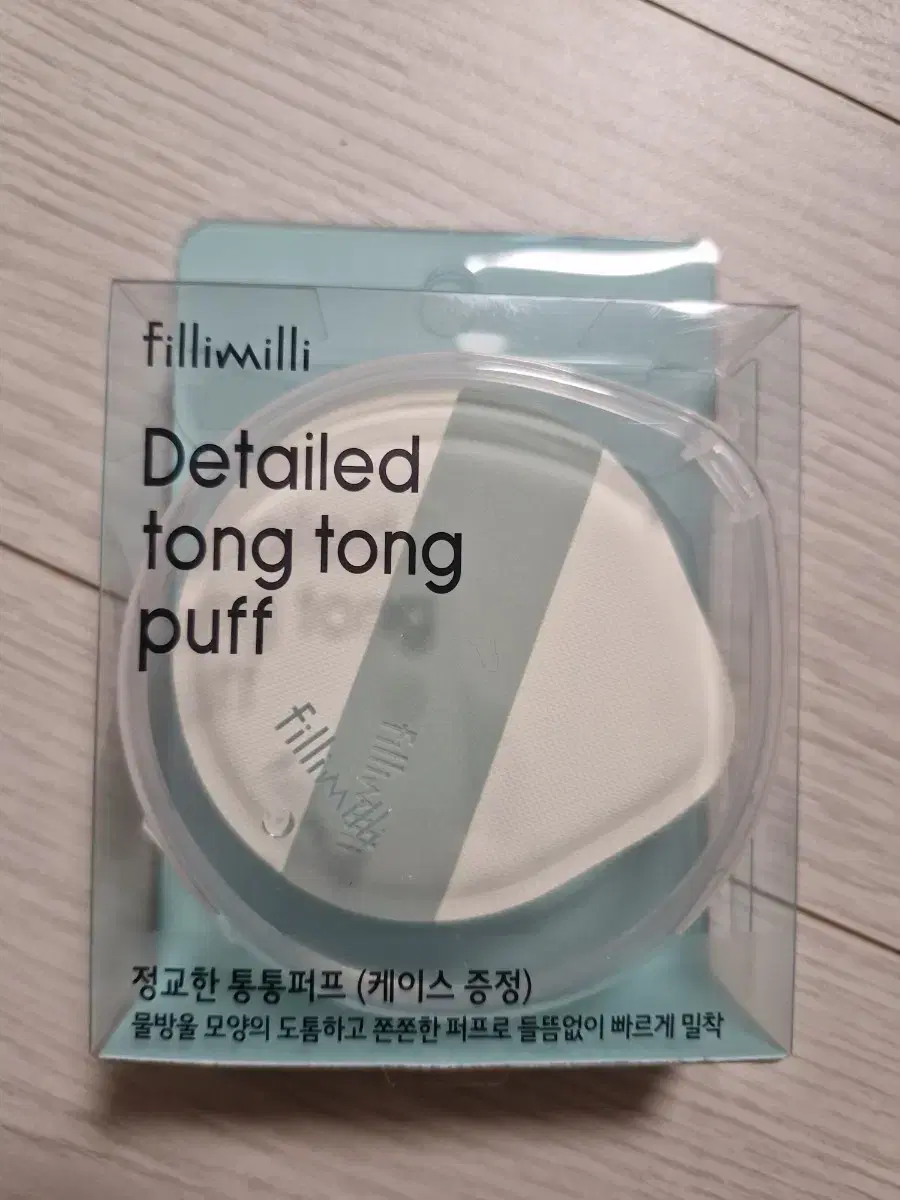 fillimilli
Detailed
tong tong
puff
fillimilli
fillimilli
정교한 통통퍼프 (케이스 증정)
물방울 모양의 도톰하고 쫀쫀한 퍼프로 들뜸없이 빠르게 밀착